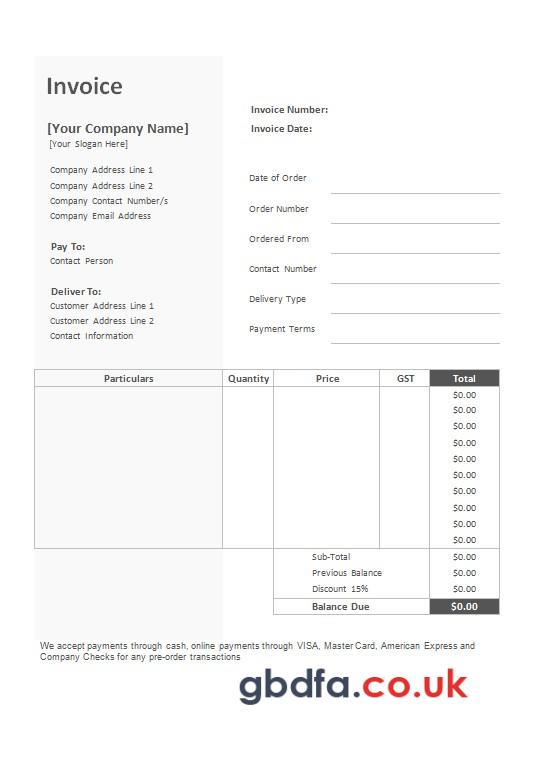 Invoice
[Your Company Name]
[Your Slogan Here]
Company Address Line 1
Company Address Line 2
Company Contact Number/s
Company Email Address
Pay To:
Contact Person
Deliver To:
Customer Address Line 1
Customer Address Line 2
Contact Information
Invoice Number:
Invoice Date:
Date of Order
Order Number
Ordered From
Contact Number
Delivery Type
Payment Terms
Particulars Quantity Price GST Total
$0.00
$0.00
$0.00
$0.00
$0.00
$0.00
$0.00
$0.00
$0.00
$0.00
Sub-Total $0.00
Previous Balance $0.00
Discount 15% $0.00
Balance Due $0.00
We accept payments through cash, online payments through VISA, Master Card, American Express and
Company Checks for any pre-order transactions
gbdfa.co.uk